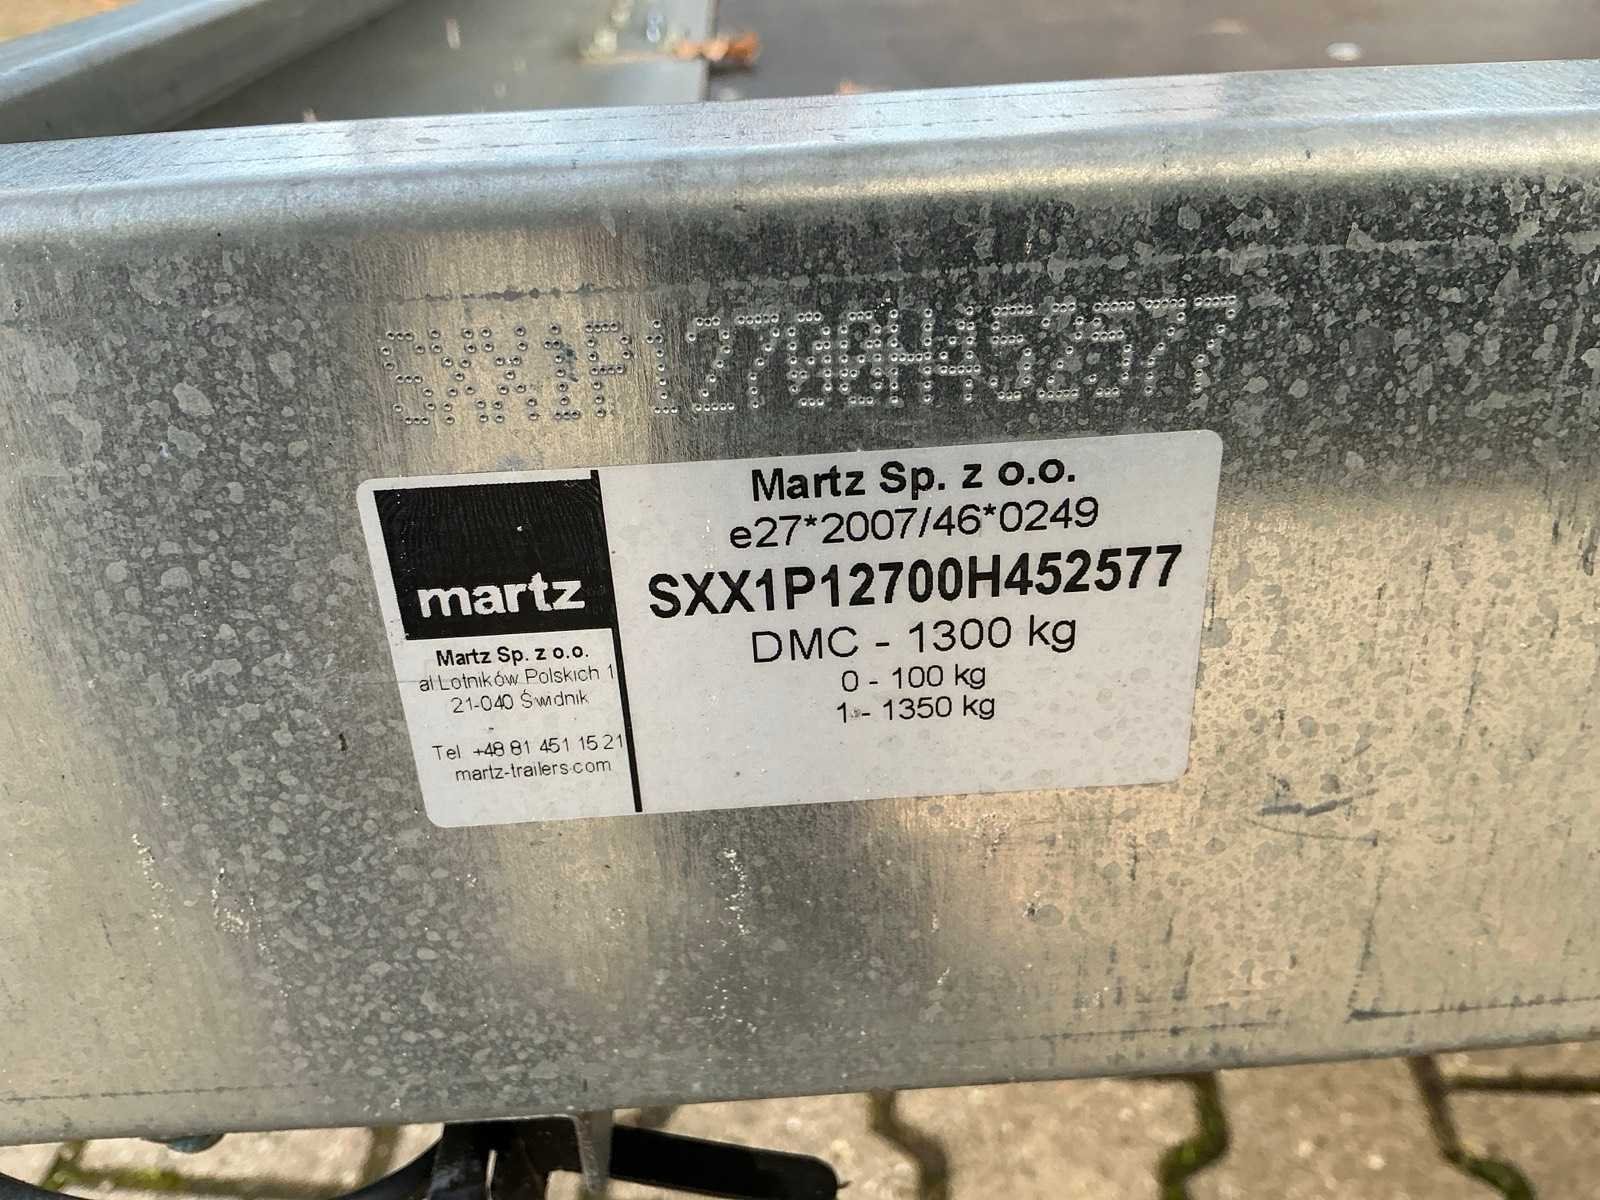 SXX1P12700H452577
martz
Martz Sp. z o.o.
al Lotników Polskich 1
21-040 Świdnik
-
Tel +48 81 451 15 21
martz-trailers.com
Martz Sp. z o.o.
e27*2007/46*0249
SXX1P12700H452577
DMC - 1300 kg
0 - 100 kg
1 - 1350 kg